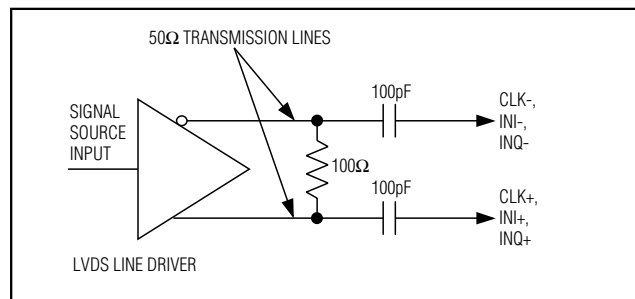 50Ω TRANSMISSION LINES
SIGNAL
SOURCE
INPUT
100pF
CLK-,
INI-,
INQ-
100Ω
100pF
CLK+,
INI+,
INQ+
LVDS LINE DRIVER